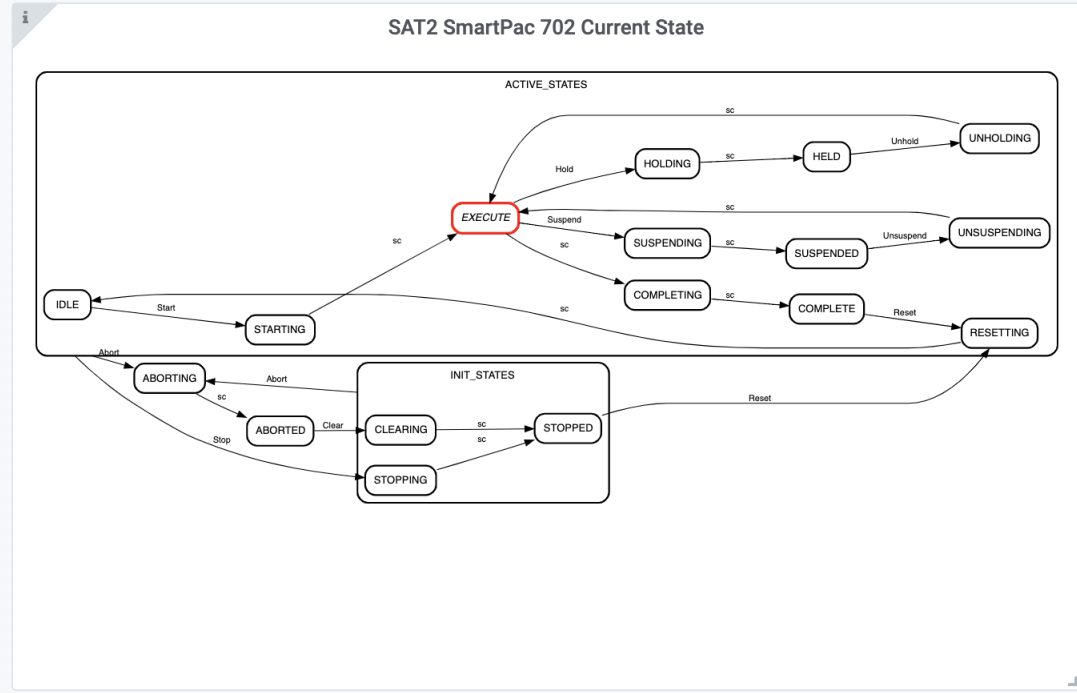 i
SAT2 SmartPac 702 Current State
ACTIVE_STATES
sc
UNHOLDING
Unhold
HELD
sc
HOLDING
Hold
EXECUTE
sc
Suspend
UNSUSPENDING
Unsuspend
SUSPENDED
sc
SUSPENDING
sc
sc
COMPLETING
sc
COMPLETE
Reset
RESETTING
IDLE
Start
STARTING
sc
Abort
ABORTING
Abort
INIT_STATES
sc
ABORTED
Clear
CLEARING
sc
sc
STOPPED
Reset
Stop
STOPPING